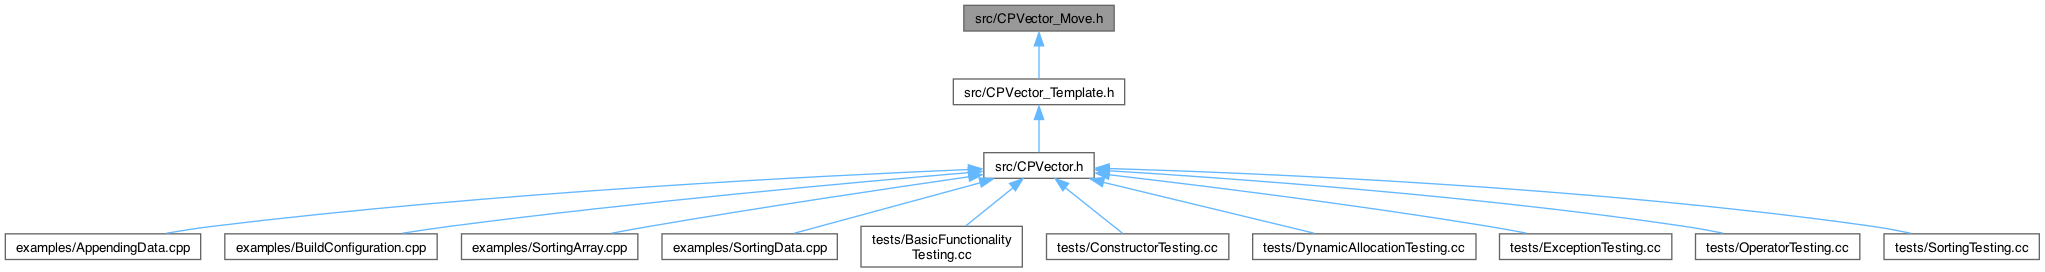 src/CPVector_Move.h
src/CPVector_Template.h
src/CPVector.h
examples/AppendingData.cpp
examples/BuildConfiguration.cpp
examples/SortingArray.cpp
examples/SortingData.cpp
tests/BasicFunctionality
Testing.cc
tests/ConstructorTesting.cc
tests/DynamicAllocationTesting.cc
tests/ExceptionTesting.cc
tests/OperatorTesting.cc
tests/SortingTesting.cc